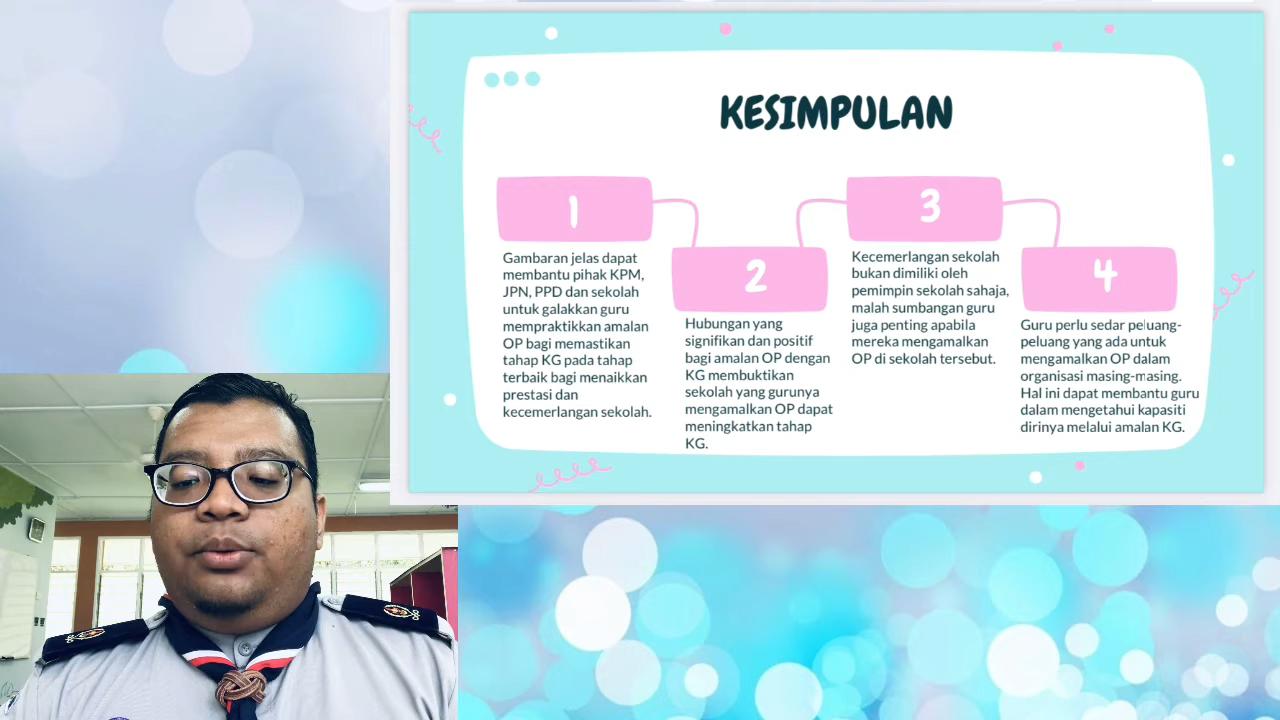 KESIMPULAN
1
Gambaran jelas dapat
membantu pihak KPM,
JPN, PPD dan sekolah
untuk galakkan guru
mempraktikkan amalan
OP bagi memastikan
tahap KG pada tahap
terbaik bagi menaikkan
prestasi dan
kecemerlangan sekolah.
2
Hubungan yang
signifikan dan positif
bagi amalan OP dengan
KG membuktikan
sekolah yang gurunya
mengamalkan OP dapat
meningkatkan tahap
KG.
3
Kecemerlangan sekolah
bukan dimiliki oleh
pemimpin sekolah sahaja,
malah sumbangan guru
juga penting apabila
mereka mengamalkan
OP di sekolah tersebut.
4
Guru perlu sedar peluang-
peluang yang ada untuk
mengamalkan OP dalam
organisasi masing-masing.
Hal ini dapat membantu guru
dalam mengetahui kapasiti
dirinya melalui amalan KG.